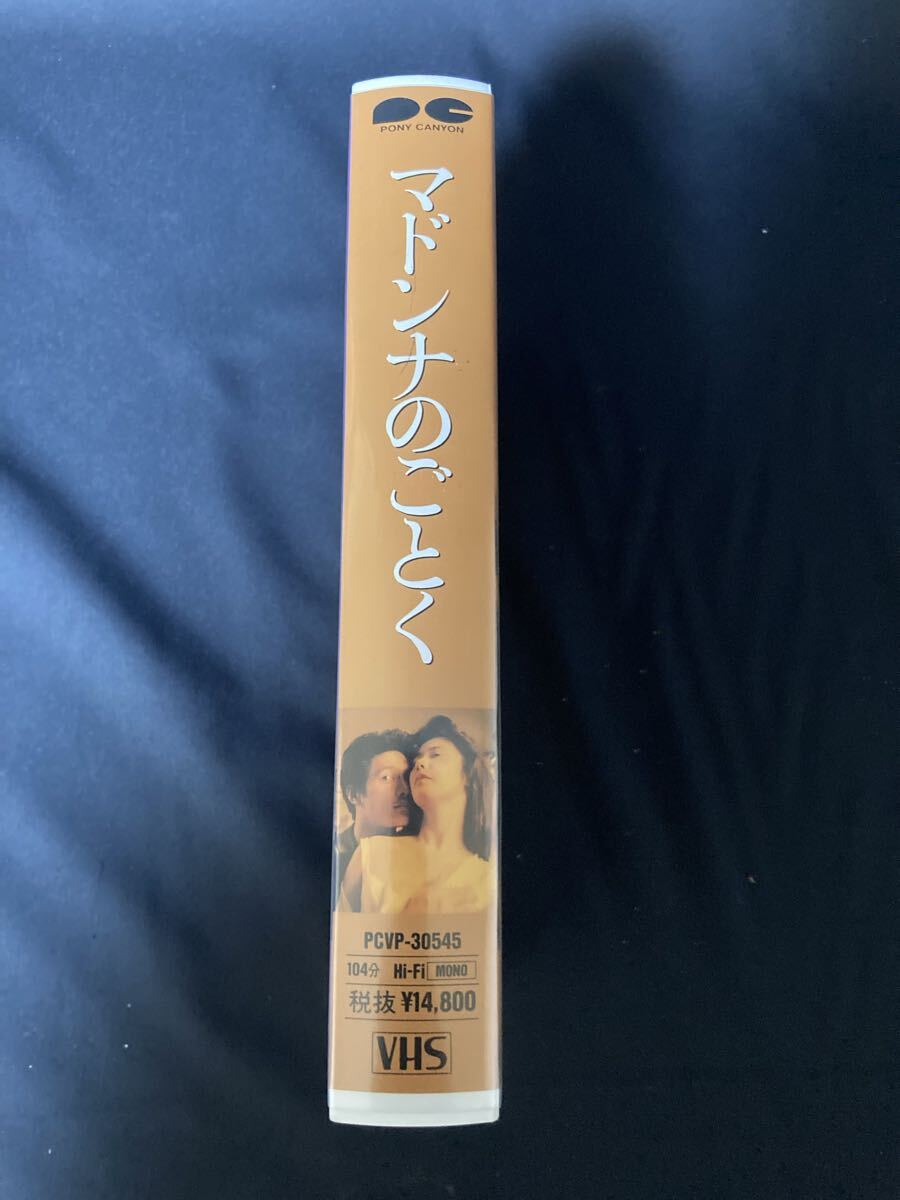 PONY CANYON
マドンナのごとく
PCVP-30545
104分 Hi-Fi MONO
税抜 ¥14,800
VHS